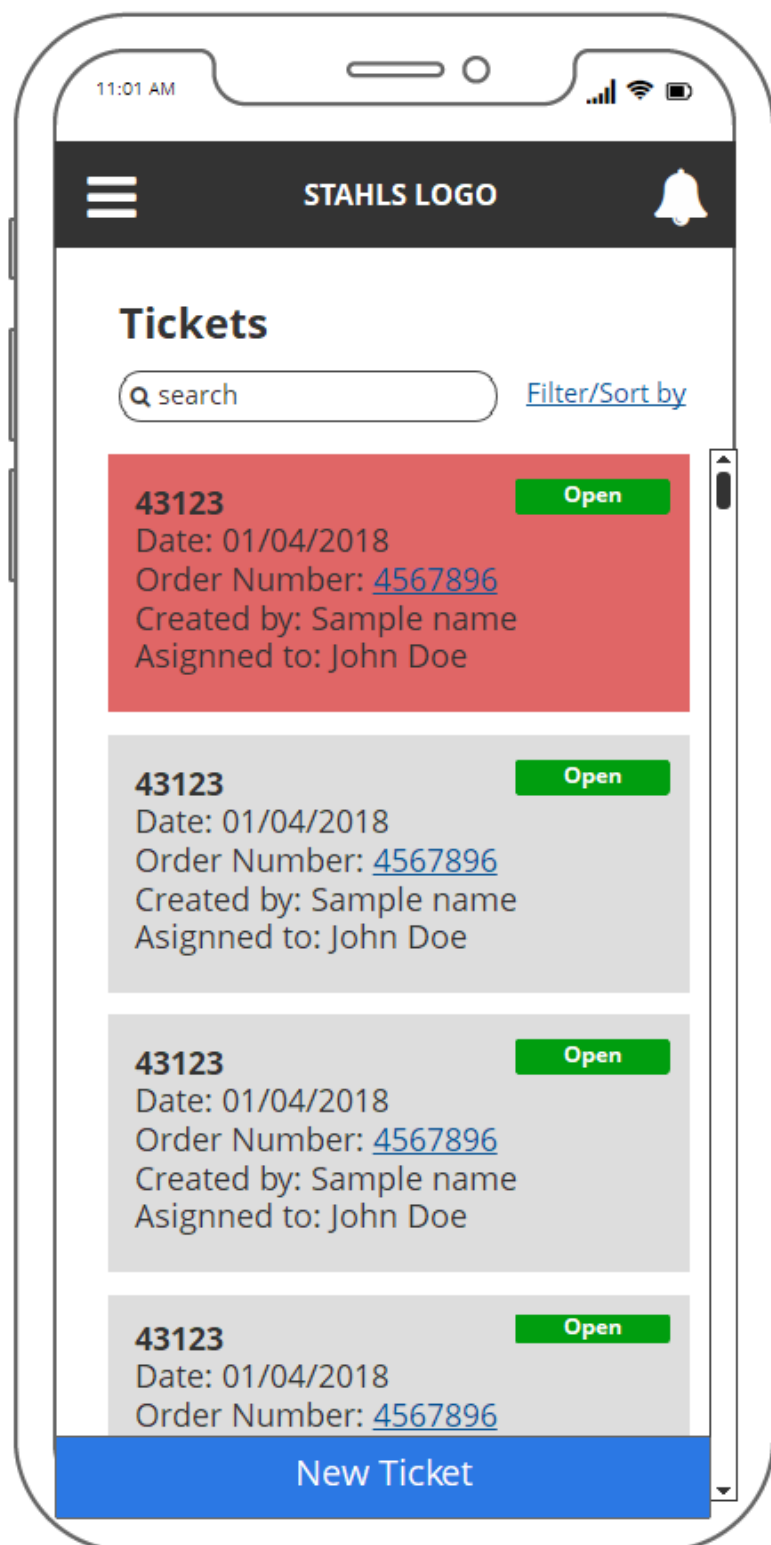 11:01 AM
STAHLS LOGO
Tickets
search
Filter/Sort by
43123
Open
Date: 01/04/2018
Order Number: 4567896
Created by: Sample name
Asignned to: John Doe
43123
Open
Date: 01/04/2018
Order Number: 4567896
Created by: Sample name
Asignned to: John Doe
43123
Open
Date: 01/04/2018
Order Number: 4567896
Created by: Sample name
Asignned to: John Doe
43123
Open
Date: 01/04/2018
Order Number: 4567896
New Ticket